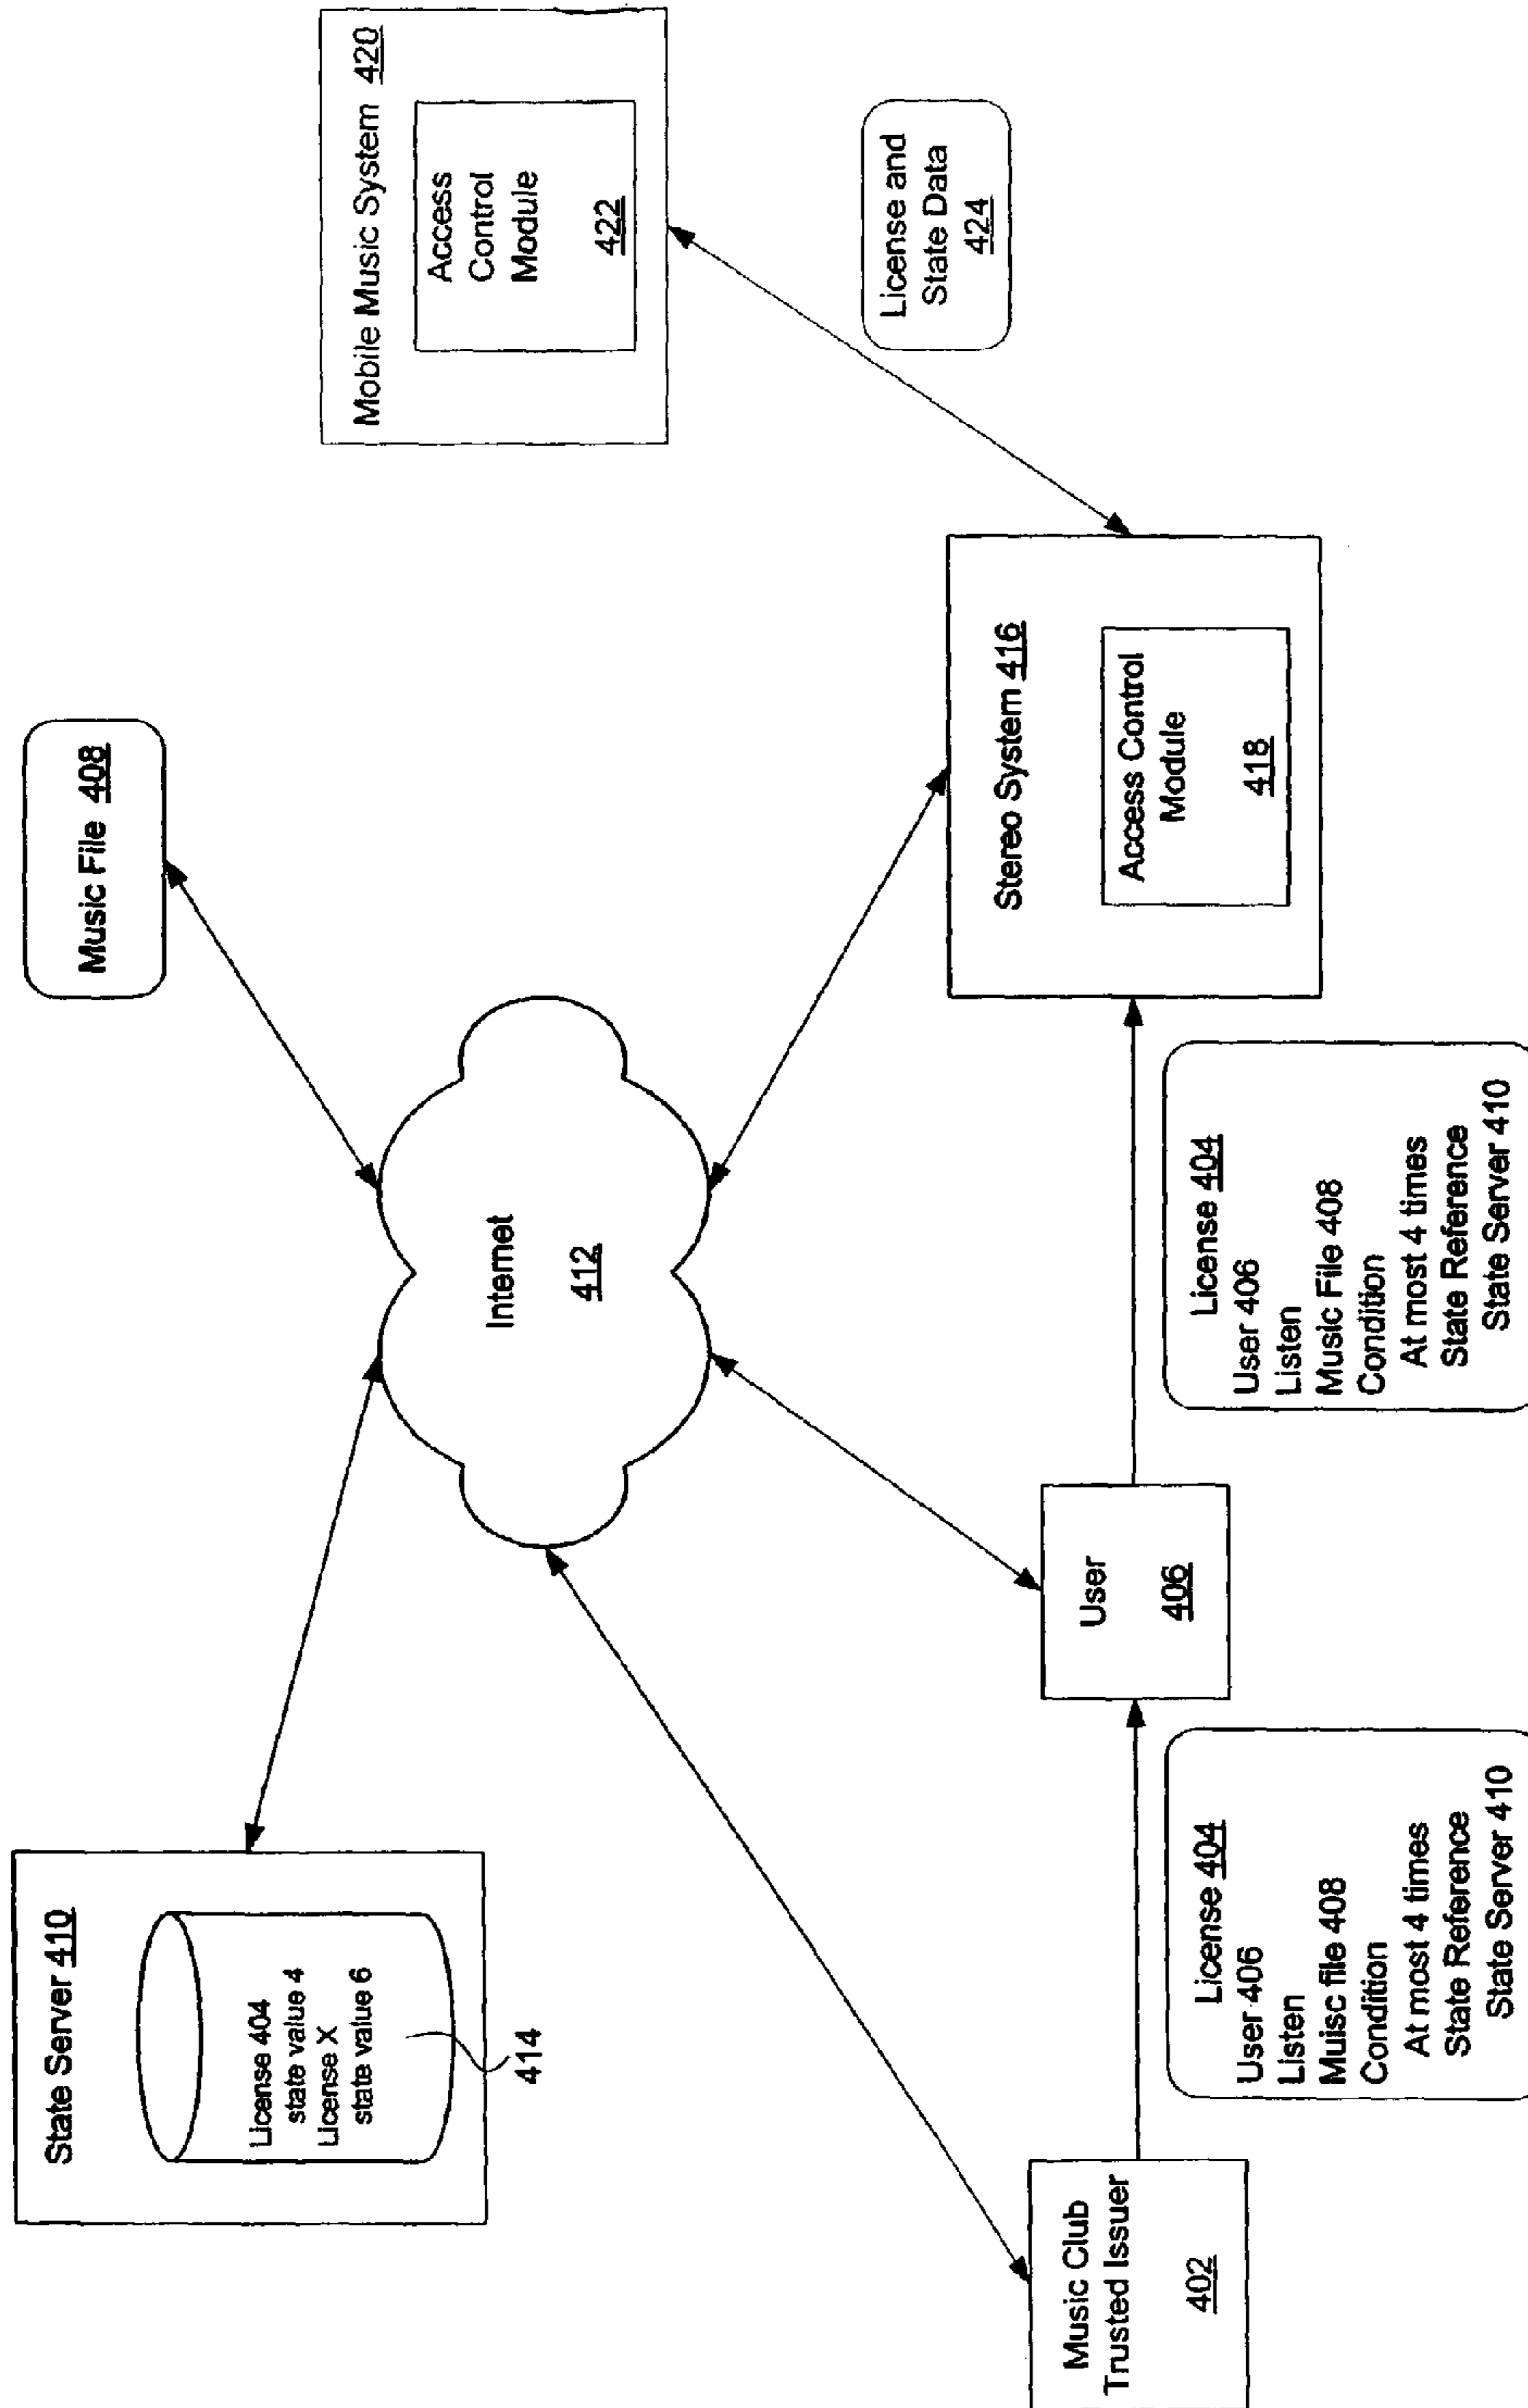 State Server 410
License 404
state value 4
License X
state value 6
414
Music File 408
Mobile Music System 420
Access
Control
Module
422
Internet
412
License and
State Data
424
Music Club
Trusted Issuer
402
User
406
Stereo System 416
Access Control
Module
418
License 404
User 406
Listen
Muisc file 408
Condition
At most 4 times
State Reference
State Server 410
License 404
User 406
Listen
Music File 408
Condition
At most 4 times
State Reference
State Server 410